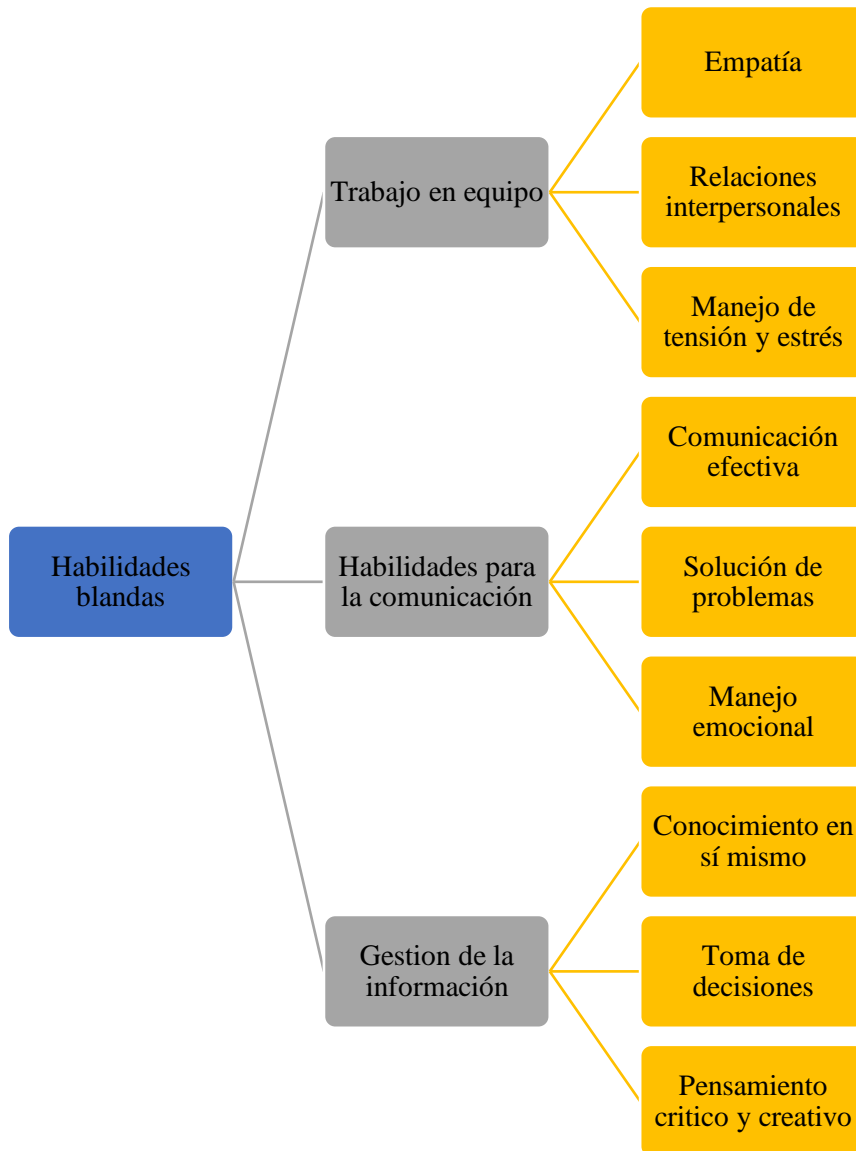 Empatía
Trabajo en equipo
Relaciones
interpersonales
Manejo de
tensión y estrés
Habilidades
blandas
Habilidades para
la comunicación
Comunicación
efectiva
Solución de
problemas
Manejo
emocional
Gestion de la
información
Conocimiento en
sí mismo
Toma de
decisiones
Pensamiento
critico y creativo